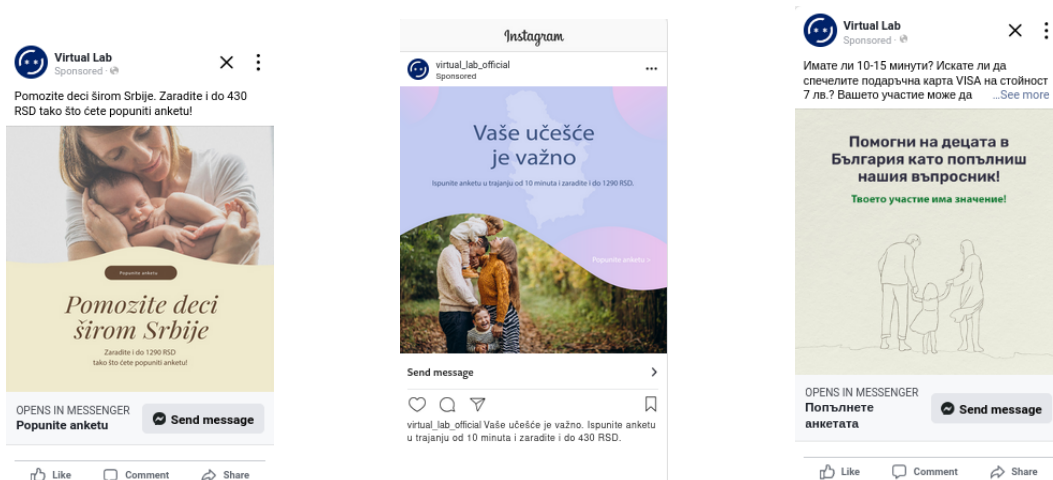 Virtual Lab
Sponsored ·
Pomozite deci širom Srbije. Zaradite i do 430
RSD tako što ćete popuniti anketu!
Popunite anketu
Pomozite deci
širom Srbije
Zaradite i do 1290 RSD
tako što ćete popuniti anketu!
OPENS IN MESSENGER
Popunite anketu
Send message
Like
Comment
Share
Instagram
virtual_lab_official
Sponsored
Vaše učešće
je važno
Ispunite anketu u trajanju od 10 minuta i zaradite i do 1290 RSD.
Popunite anketu >
Send message
virtual_lab_official Vaše učešće je važno. Ispunite anketu
u trajanju od 10 minuta i zaradite i do 430 RSD.
Virtual Lab
Sponsored ·
Имате ли 10-15 минути? Искате ли да
спечелите подаръчна карта VISA на стойност
7 лв.? Вашето участие може да ...See more
Помогни на децата в
България като попълниш
нашия въпросник!
Твоето участие има значение!
OPENS IN MESSENGER
Попълнете
анкетата
Send message
Like
Comment
Share